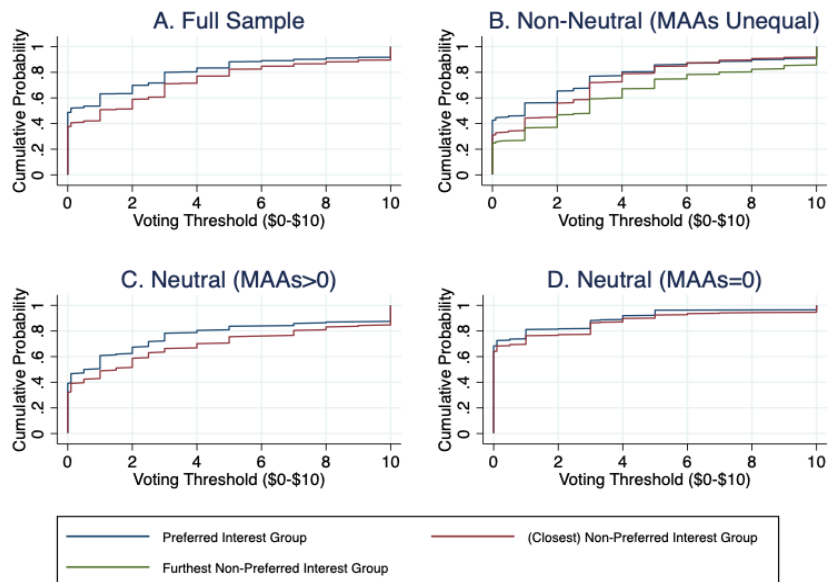 A. Full Sample
Cumulative Probability
0 .2 .4 .6 .8 1
0 2 4 6 8 10
Voting Threshold ($0-$10)
B. Non-Neutral (MAAs Unequal)
Cumulative Probability
0 .2 .4 .6 .8 1
0 2 4 6 8 10
Voting Threshold ($0-$10)
C. Neutral (MAAs>0)
Cumulative Probability
0 .2 .4 .6 .8 1
0 2 4 6 8 10
Voting Threshold ($0-$10)
D. Neutral (MAAs=0)
Cumulative Probability
0 .2 .4 .6 .8 1
0 2 4 6 8 10
Voting Threshold ($0-$10)
Preferred Interest Group
(Closest) Non-Preferred Interest Group
Furthest Non-Preferred Interest Group